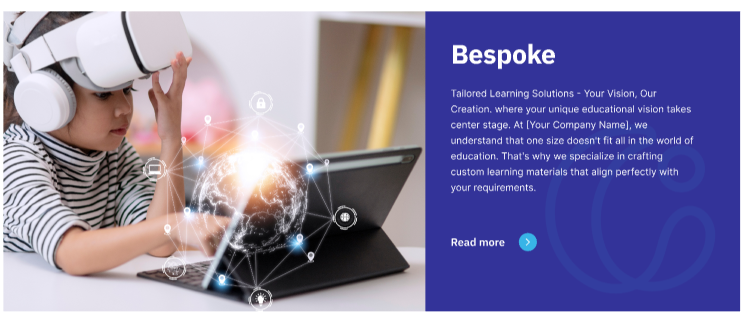 Bespoke
Tailored Learning Solutions - Your Vision, Our
Creation. where your unique educational vision takes
center stage. At [Your Company Name], we
understand that one size doesn't fit all in the world of
education. That's why we specialize in crafting
custom learning materials that align perfectly with
your requirements.
Read more